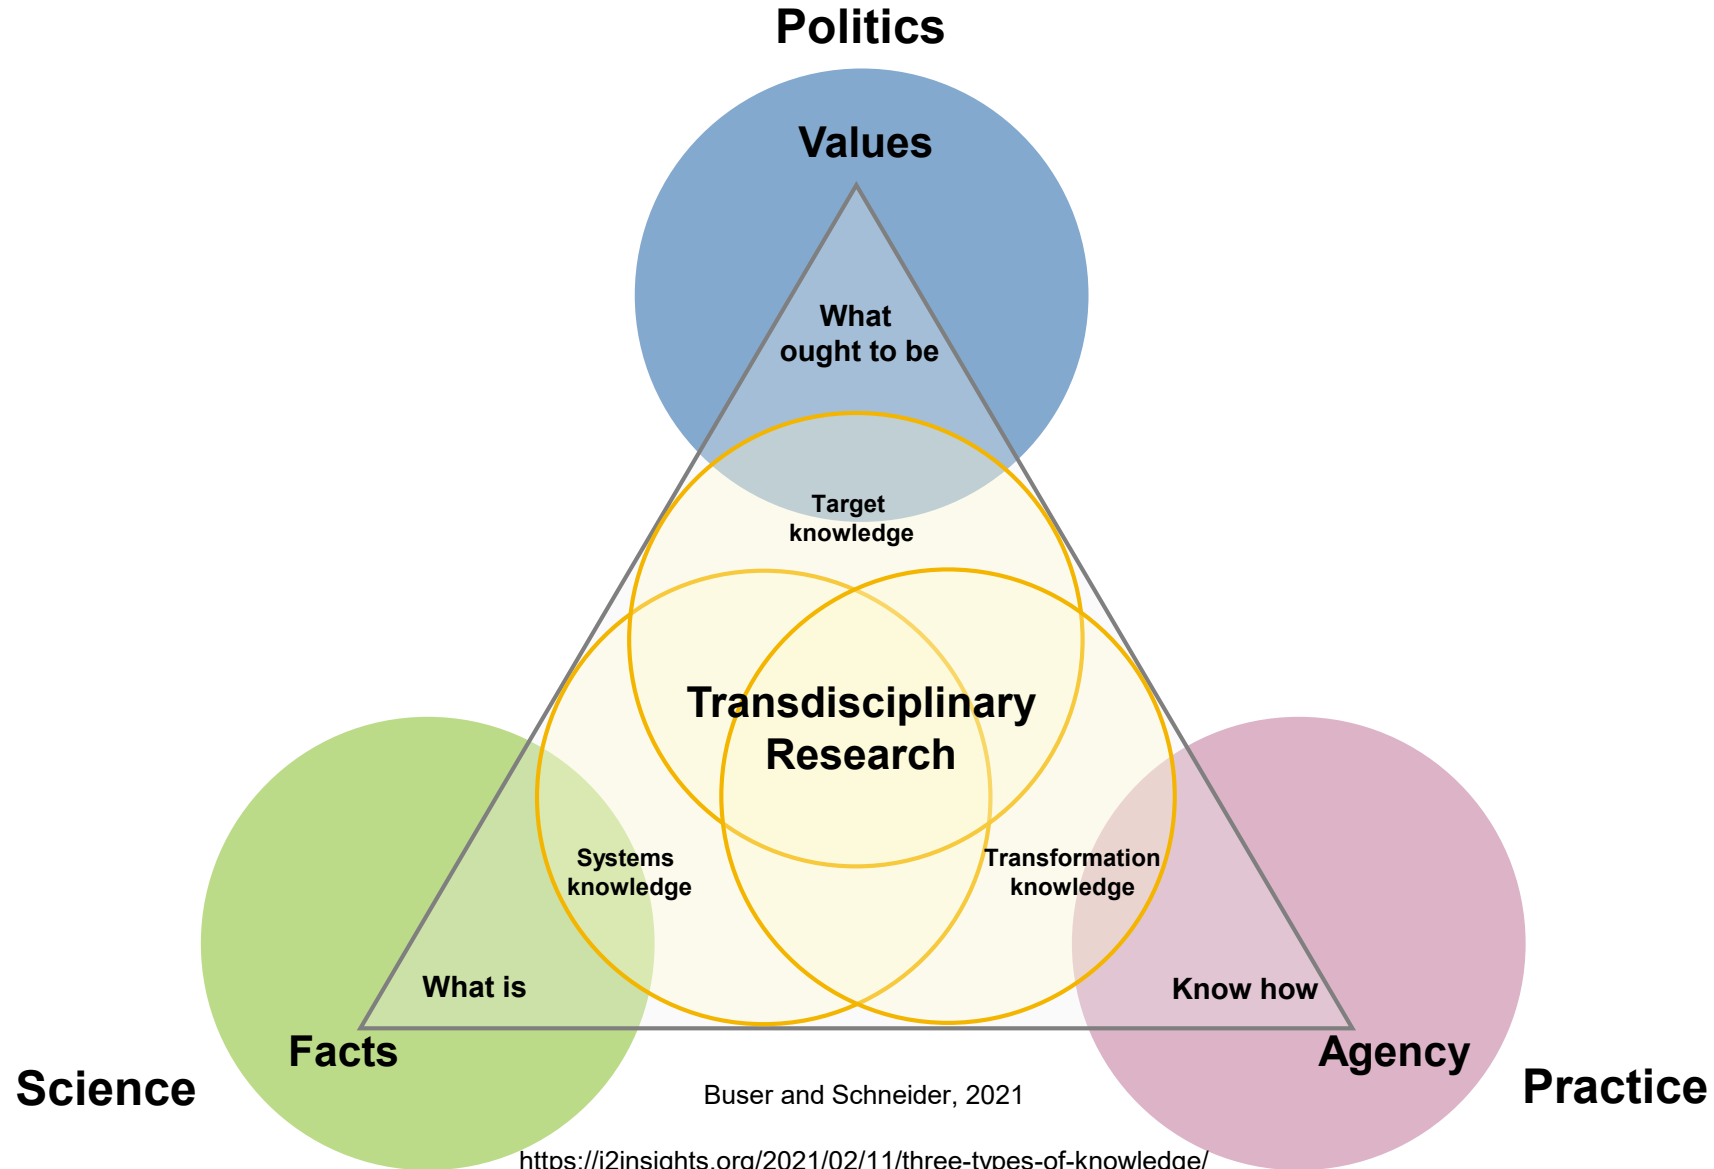 Politics
Values
What
ought to be
Target
knowledge
Transdisciplinary
Research
Systems
knowledge
Transformation
knowledge
What is
Know how
Facts
Agency
Science
Practice
Buser and Schneider, 2021
https://i2insights.org/2021/02/11/three-types-of-knowledge/